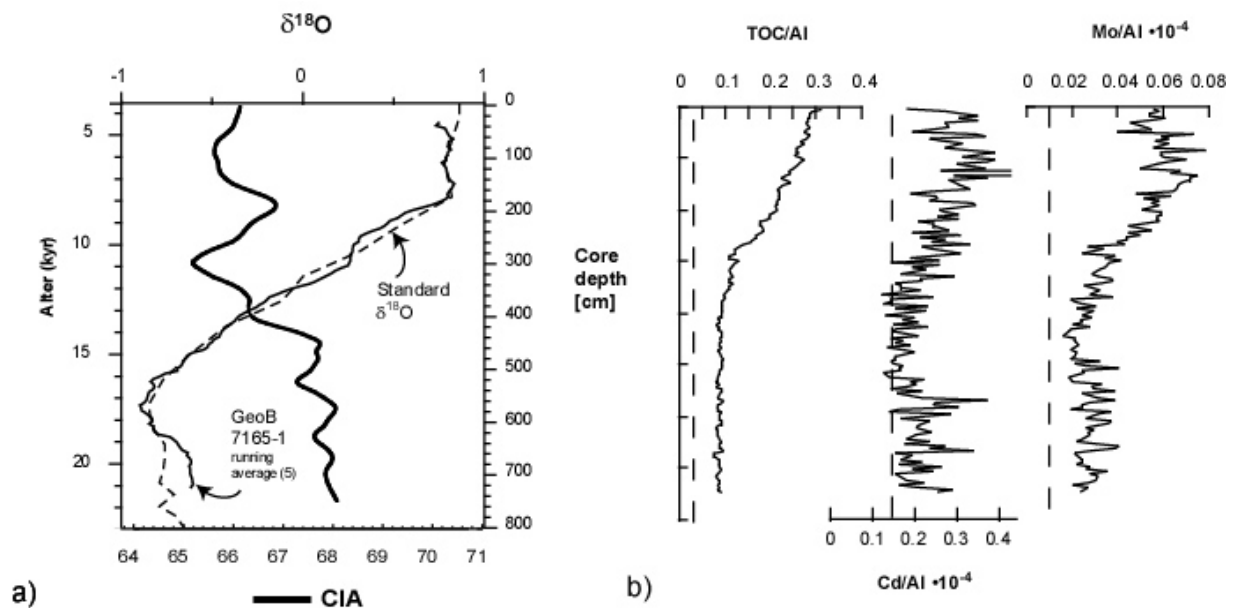 δ18O
-1 0 1
Alter (kyr)
5
10
15
20
0
100
200
300
400
500
600
700
800
Standard
δ18O
GeoB
7165-1
running
average (5)
64 65 66 67 68 69 70 71
CIA
a)
Core
depth
[cm]
TOC/Al
0 0.1 0.2 0.3 0.4
Mo/Al •10-4
0 0.02 0.04 0.06 0.08
0 0.1 0.2 0.3 0.4
Cd/Al •10-4
b)